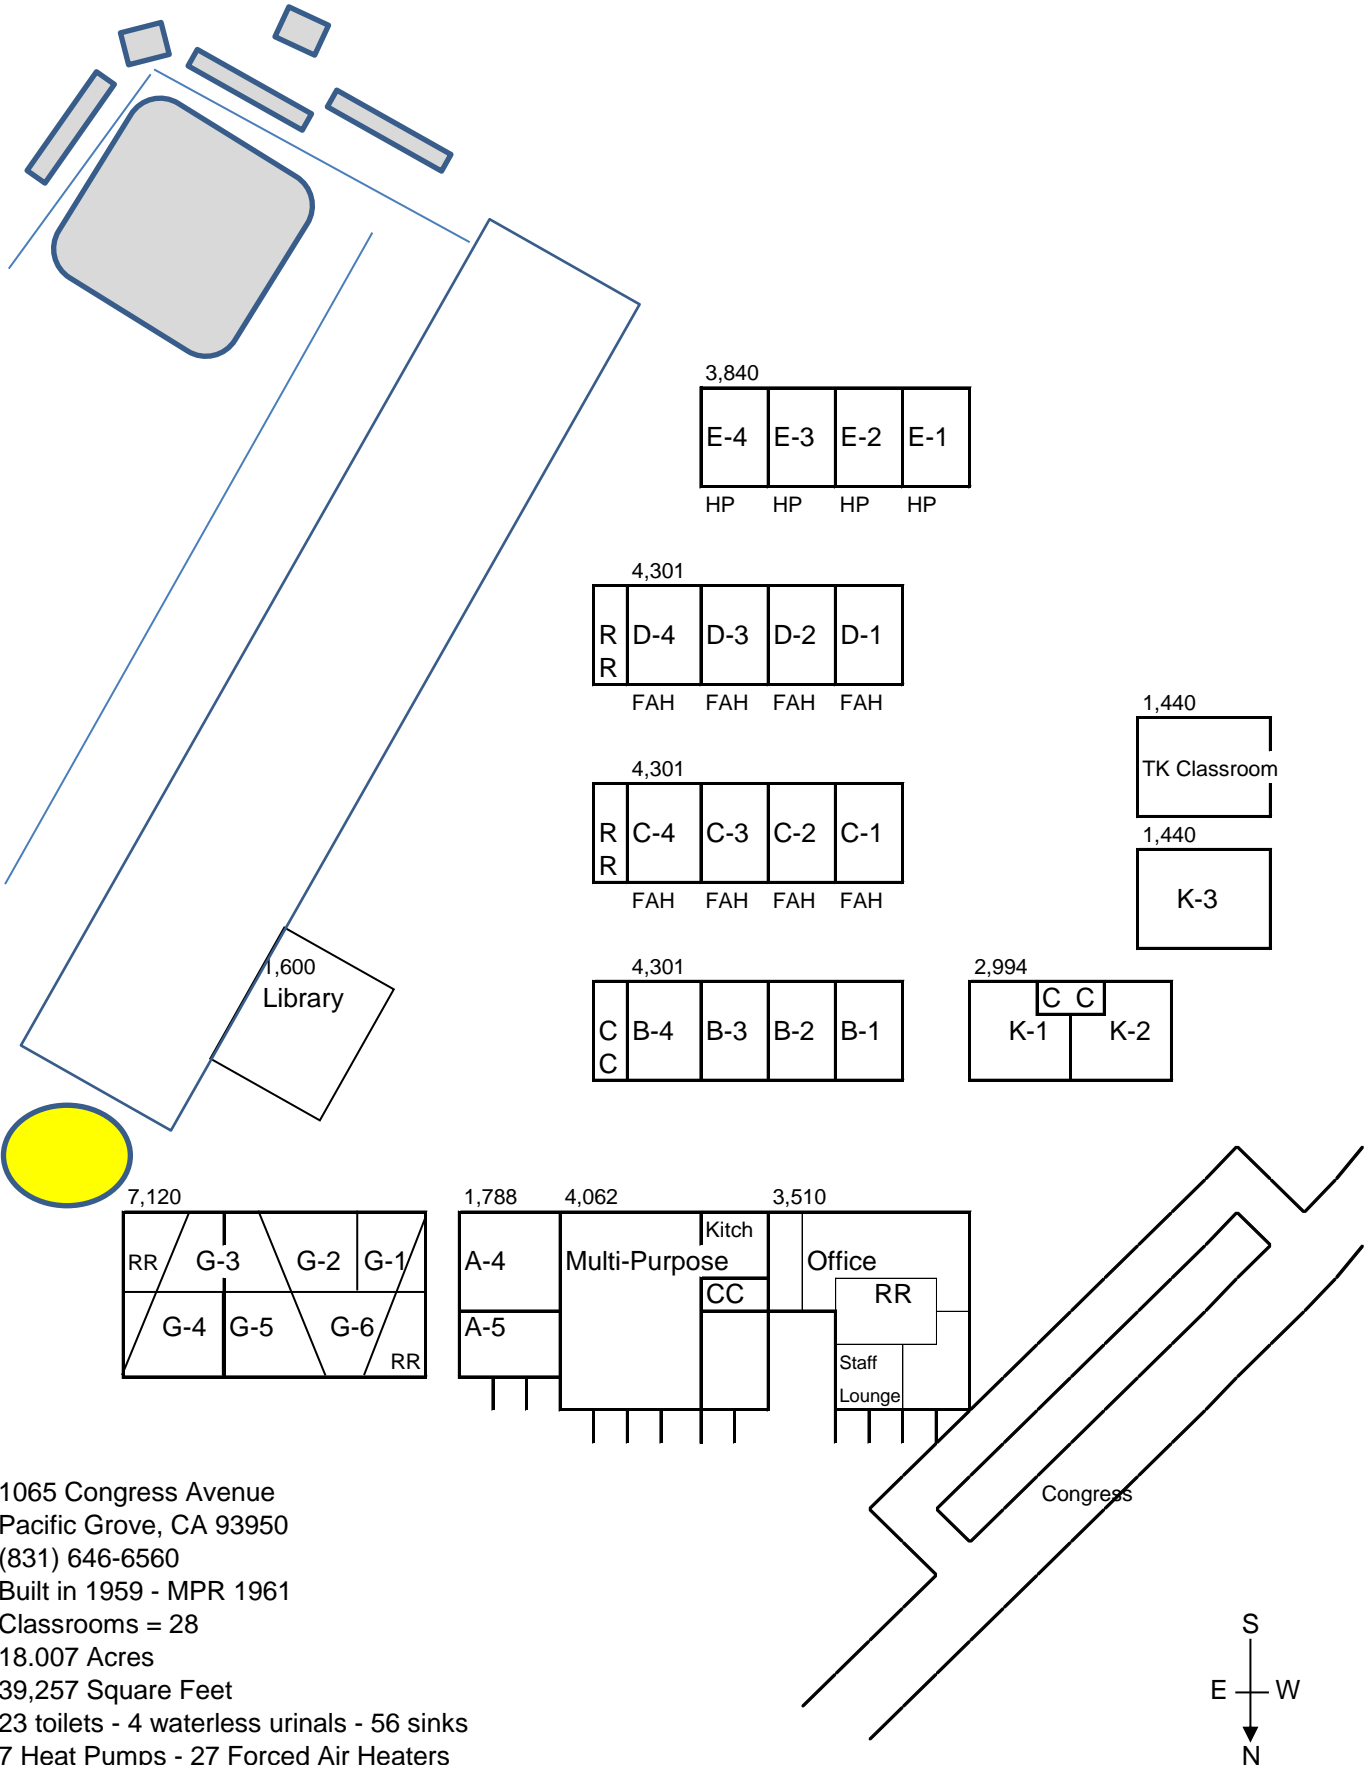 3,840
E-4 E-3 E-2 E-1
HP HP HP HP
4,301
R R D-4 D-3 D-2 D-1
FAH FAH FAH FAH
1,440
TK Classroom
4,301
R R C-4 C-3 C-2 C-1
FAH FAH FAH FAH
1,440
K-3
1,600
Library
4,301
C C B-4 B-3 B-2 B-1
2,994
C C
K-1 K-2
7,120
RR G-3 G-2 G-1
G-4 G-5 G-6
RR
1,788 4,062 3,510
Kitch
A-4 Multi-Purpose Office
CC RR
A-5
Staff
Lounge
Congress
1065 Congress Avenue
Pacific Grove, CA 93950
(831) 646-6560
Built in 1959 - MPR 1961
Classrooms = 28
18.007 Acres
39,257 Square Feet
23 toilets - 4 waterless urinals - 56 sinks
7 Heat Pumps - 27 Forced Air Heaters
S
E W
N